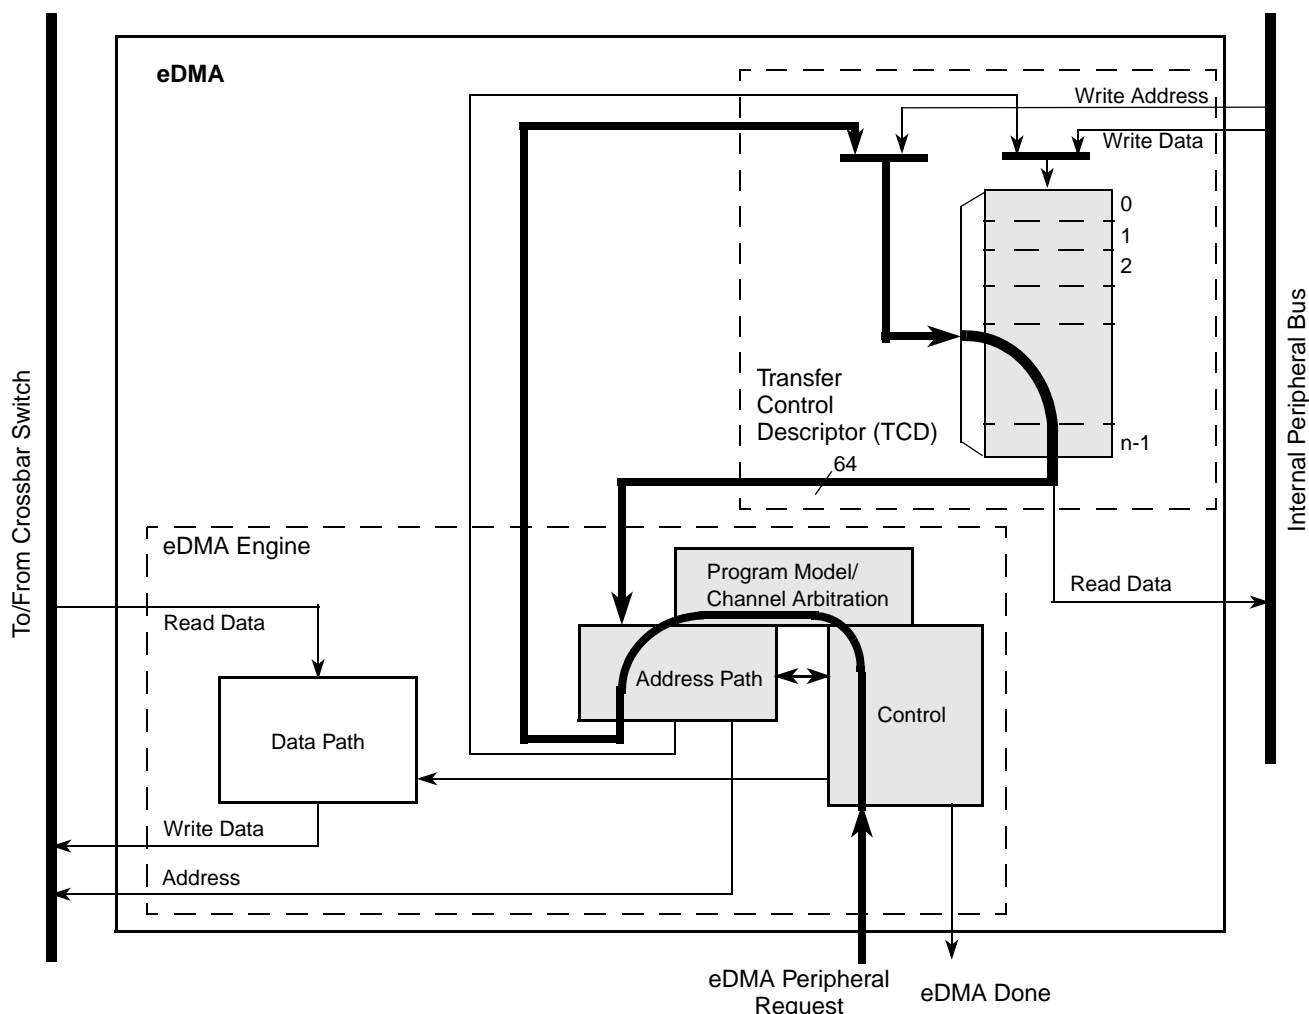 eDMA
Write Address
Write Data
0
1
2
n-1
Transfer
Control
Descriptor (TCD)
64
To/From Crossbar Switch
Internal Peripheral Bus
eDMA Engine
Program Model/
Channel Arbitration
Read Data
Read Data
Address Path
Control
Data Path
Write Data
Address
eDMA Peripheral
Request
eDMA Done